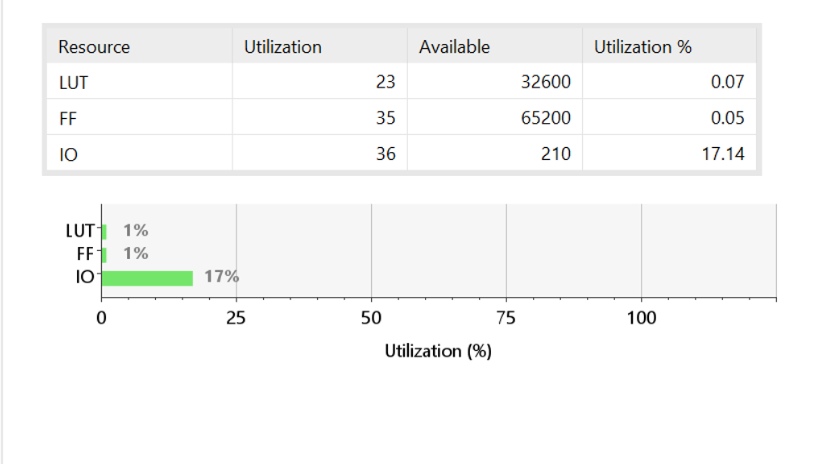 Resource Utilization Available Utilization %
LUT 23 32600 0.07
FF 35 65200 0.05
IO 36 210 17.14
LUT 1%
FF 1%
IO 17%
0 25 50 75 100
Utilization (%)